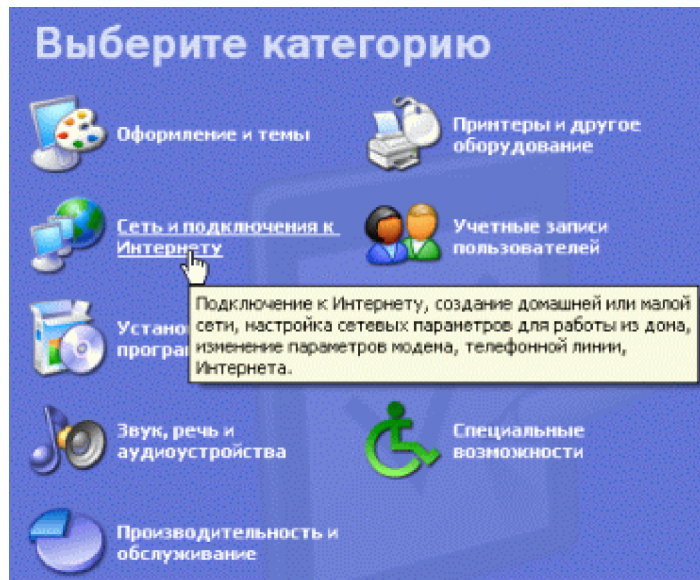 Выберите категорию
Оформление и темы
Принтеры и другое
оборудование
Сеть и подключения к
Интернету
Учетные записи
пользователей
Подключение к Интернету, создание домашней или малой
сети, настройка сетевых параметров для работы из дома,
изменение параметров модема, телефонной линии,
Интернета.
Звук, речь и
аудиоустройства
Специальные
возможности
Производительность и
обслуживание